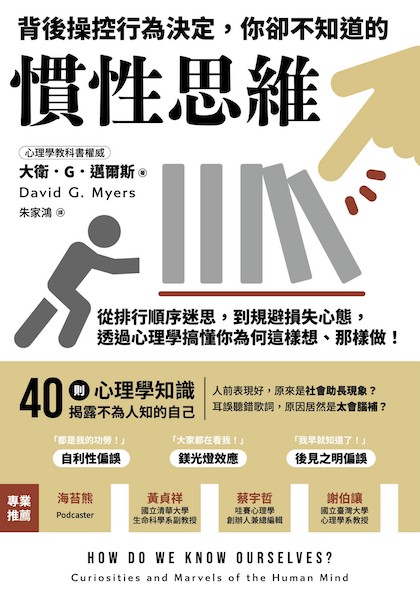 背後操控行為決定，你卻不知道的
慣性思維
心理學教科書權威
大衛・G・邁爾斯 著
David G. Myers
朱家鴻 譯
從排行順序迷思，到規避損失心態，
透過心理學搞懂你為何這樣想、那樣做！
40則心理學知識
揭露不為人知的自己
人前表現好，原來是社會助長現象？
耳誤聽錯歌詞，原因居然是太會腦補？
「都是我的功勞！」
自利性偏誤
「大家都在看我！」
鎂光燈效應
「我早就知道了！」
後見之明偏誤
專業
推薦
海苔熊
Podcaster
黃貞祥
國立清華大學
生命科學系副教授
蔡宇哲
哇賽心理學
創辦人兼總編輯
謝伯讓
國立臺灣大學
心理學系教授
HOW DO WE KNOW OURSELVES?
Curiosities and Marvels of the Human Mind